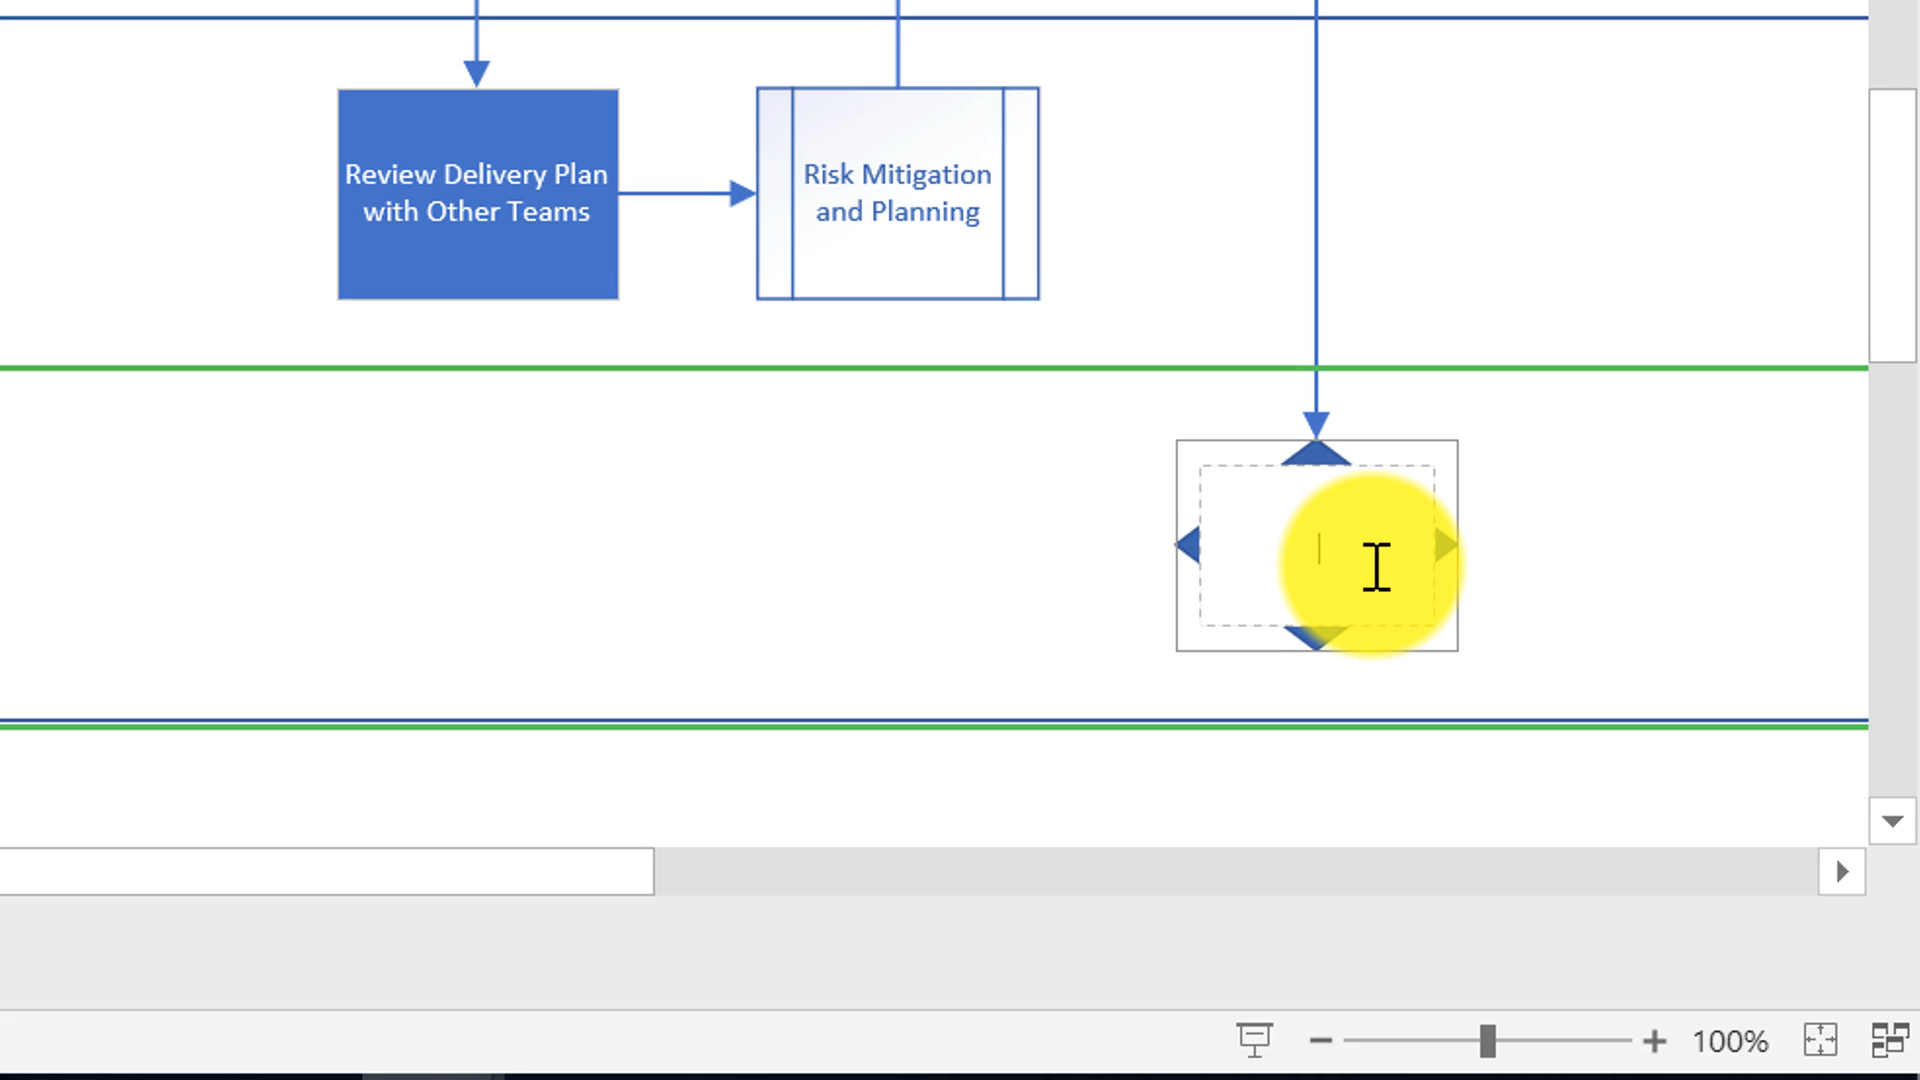 Review Delivery Plan
with Other Teams
Risk Mitigation
and Planning
100%